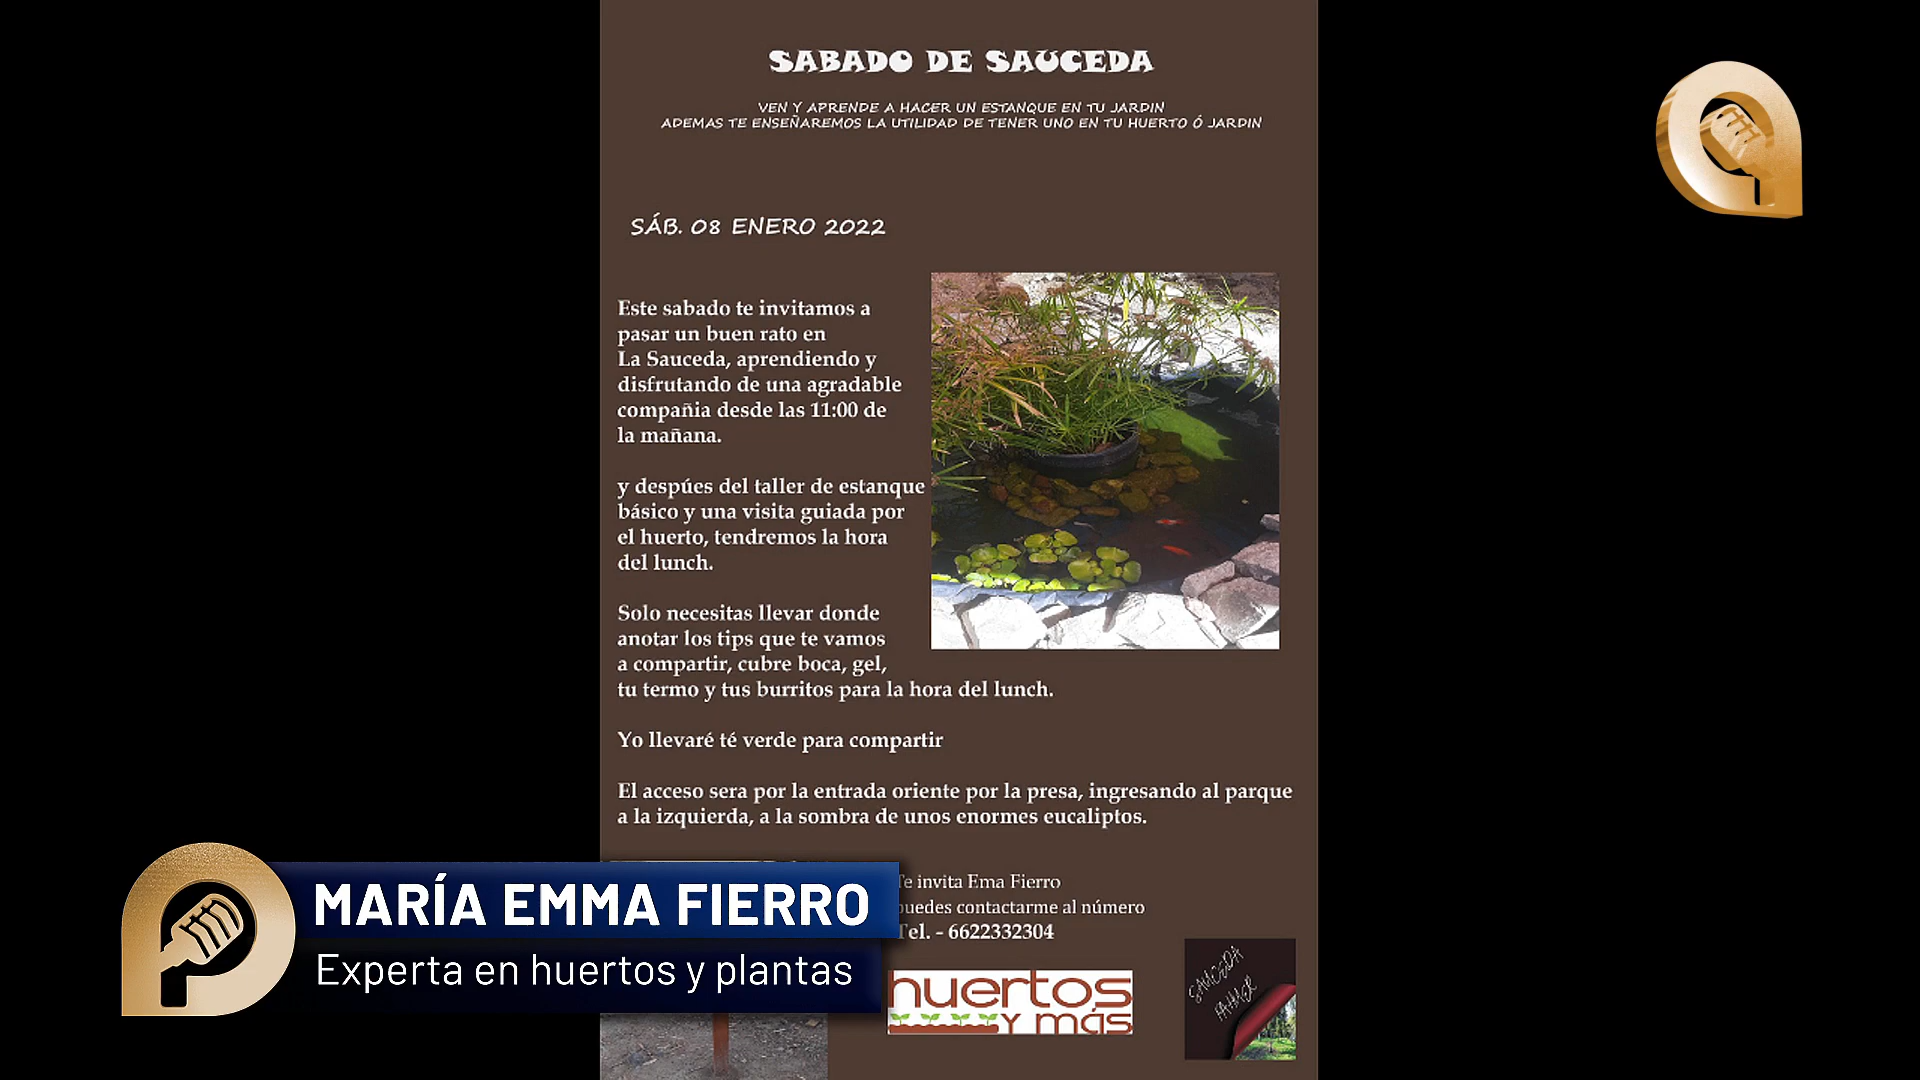 SABADO DE SAUCEDA
VEN Y APRENDE A HACER UN ESTANQUE EN TU JARDIN
ADEMAS TE ENSEÑAREMOS LA UTILIDAD DE TENER UNO EN TU HUERTO Ó JARDIN
SÁB. 08 ENERO 2022
Este sabado te invitamos a
pasar un buen rato en
La Sauceda, aprendiendo y
disfrutando de una agradable
compañia desde las 11:00 de
la mañana.
y despúes del taller de estanque
básico y una visita guiada por
el huerto, tendremos la hora
del lunch.
Solo necesitas llevar donde
anotar los tips que te vamos
a compartir, cubre boca, gel,
tu termo y tus burritos para la hora del lunch.
Yo llevaré té verde para compartir
El acceso sera por la entrada oriente por la presa, ingresando al parque
a la izquierda, a la sombra de unos enormes eucaliptos.
Te invita Ema Fierro
puedes contactarme al número
Tel. - 6622332304
MARÍA EMMA FIERRO
Experta en huertos y plantas
huertos
y más
SAUCEDA